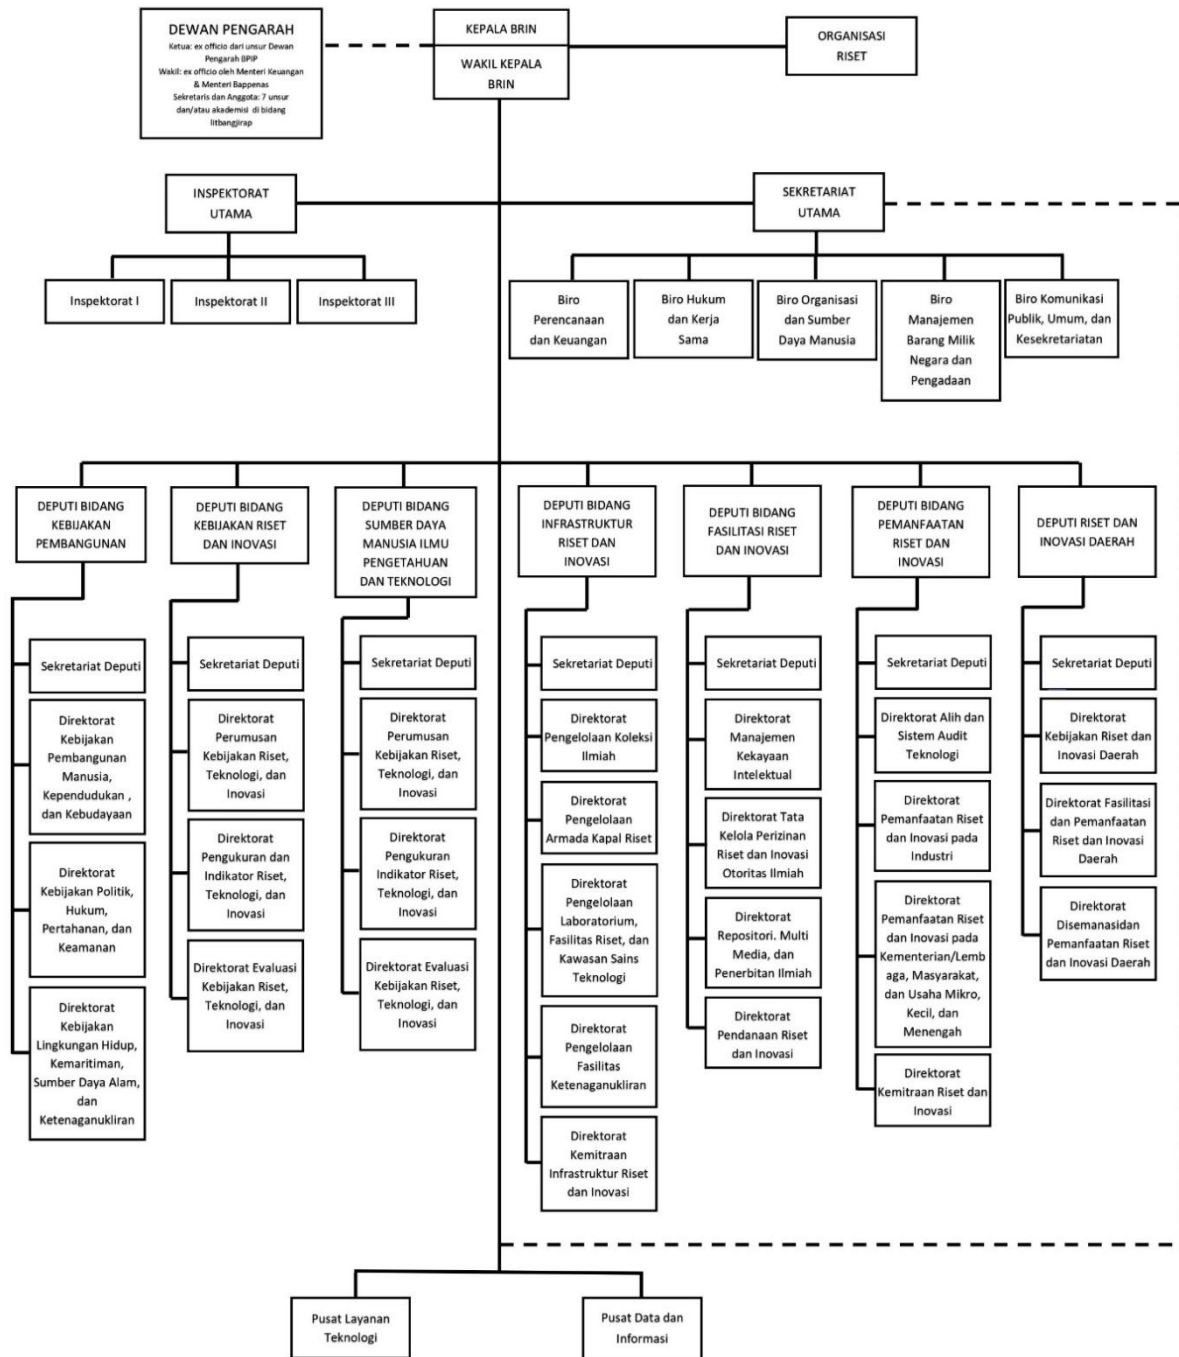 DEWAN PENGARAH
Ketua: ex officio dari unsur Dewan
Pengarah BPIP
Wakil: ex officio oleh Menteri Keuangan
& Menteri Bappenas
Sekretaris dan Anggota: 7 unsur
dan/atau akademisi di bidang
litbangjirap
KEPALA BRIN
WAKIL KEPALA
BRIN
ORGANISASI
RISET
INSPEKTORAT
UTAMA
SEKRETARIAT
UTAMA
Inspektorat I
Inspektorat II
Inspektorat III
Biro
Perencanaan
dan Keuangan
Biro Hukum
dan Kerja
Sama
Biro Organisasi
dan Sumber
Daya Manusia
Biro
Manajemen
Barang Milik
Negara dan
Pengadaan
Biro Komunikasi
Publik, Umum, dan
Kesekretariatan
DEPUTI BIDANG
KEBIJAKAN
PEMBANGUNAN
Sekretariat Deputi
Direktorat
Kebijakan
Pembangunan
Manusia,
Kependudukan ,
dan Kebudayaan
Direktorat
Kebijakan Politik,
Hukum,
Pertahanan, dan
Keamanan
Direktorat
Kebijakan
Lingkungan Hidup,
Kemaritiman,
Sumber Daya Alam,
dan
Ketenaganukliran
DEPUTI BIDANG
KEBIJAKAN RISET
DAN INOVASI
Sekretariat Deputi
Direktorat
Perumusan
Kebijakan Riset,
Teknologi, dan
Inovasi
Direktorat
Pengukuran dan
Indikator Riset,
Teknologi, dan
Inovasi
Direktorat Evaluasi
Kebijakan Riset,
Teknologi, dan
Inovasi
DEPUTI BIDANG
SUMBER DAYA
MANUSIA ILMU
PENGETAHUAN
DAN TEKNOLOGI
Sekretariat Deputi
Direktorat
Perumusan
Kebijakan Riset,
Teknologi, dan
Inovasi
Direktorat
Pengukuran dan
Indikator Riset,
Teknologi, dan
Inovasi
Direktorat Evaluasi
Kebijakan Riset,
Teknologi, dan
Inovasi
DEPUTI BIDANG
INFRASTRUKTUR
RISET DAN
INOVASI
Sekretariat Deputi
Direktorat
Pengelolaan Koleksi
Ilmiah
Direktorat
Pengelolaan
Armada Kapal Riset
Direktorat
Pengelolaan
Laboratorium,
Fasilitas Riset, dan
Kawasan Sains
Teknologi
Direktorat
Pengelolaan
Fasilitas
Ketenaganukliran
Direktorat
Kemitraan
Infrastruktur Riset
dan Inovasi
DEPUTI BIDANG
FASILITASI RISET
DAN INOVASI
Sekretariat Deputi
Direktorat
Manajemen
Kekayaan
Intelektual
Direktorat Tata
Kelola Perizinan
Riset dan Inovasi
Otoritas Ilmiah
Direktorat
Repositori. Multi
Media, dan
Penerbitan Ilmiah
Direktorat
Pendanaan Riset
dan Inovasi
DEPUTI BIDANG
PEMANFAATAN
RISET DAN
INOVASI
Sekretariat Deputi
Direktorat Alih dan
Sistem Audit
Teknologi
Direktorat
Pemanfaatan Riset
dan Inovasi pada
Industri
Direktorat
Pemanfaatan Riset
dan Inovasi pada
Kementerian/Lemb
aga, Masyarakat,
dan Usaha Mikro,
Kecil, dan
Menengah
Direktorat
Kemitraan Riset dan
Inovasi
DEPUTI RISET DAN
INOVASI DAERAH
Sekretariat Deputi
Direktorat
Kebijakan Riset dan
Inovasi Daerah
Direktorat Fasilitasi
dan Pemanfaatan
Riset dan Inovasi
Daerah
Direktorat
Disemanasidan
Pemanfaatan Riset
dan Inovasi Daerah
Pusat Layanan
Teknologi
Pusat Data dan
Informasi